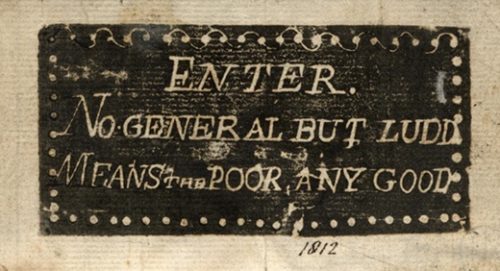 ENTER.
No GENERAL BUT LUDD
MEANS THE POOR ANY GOOD
1812